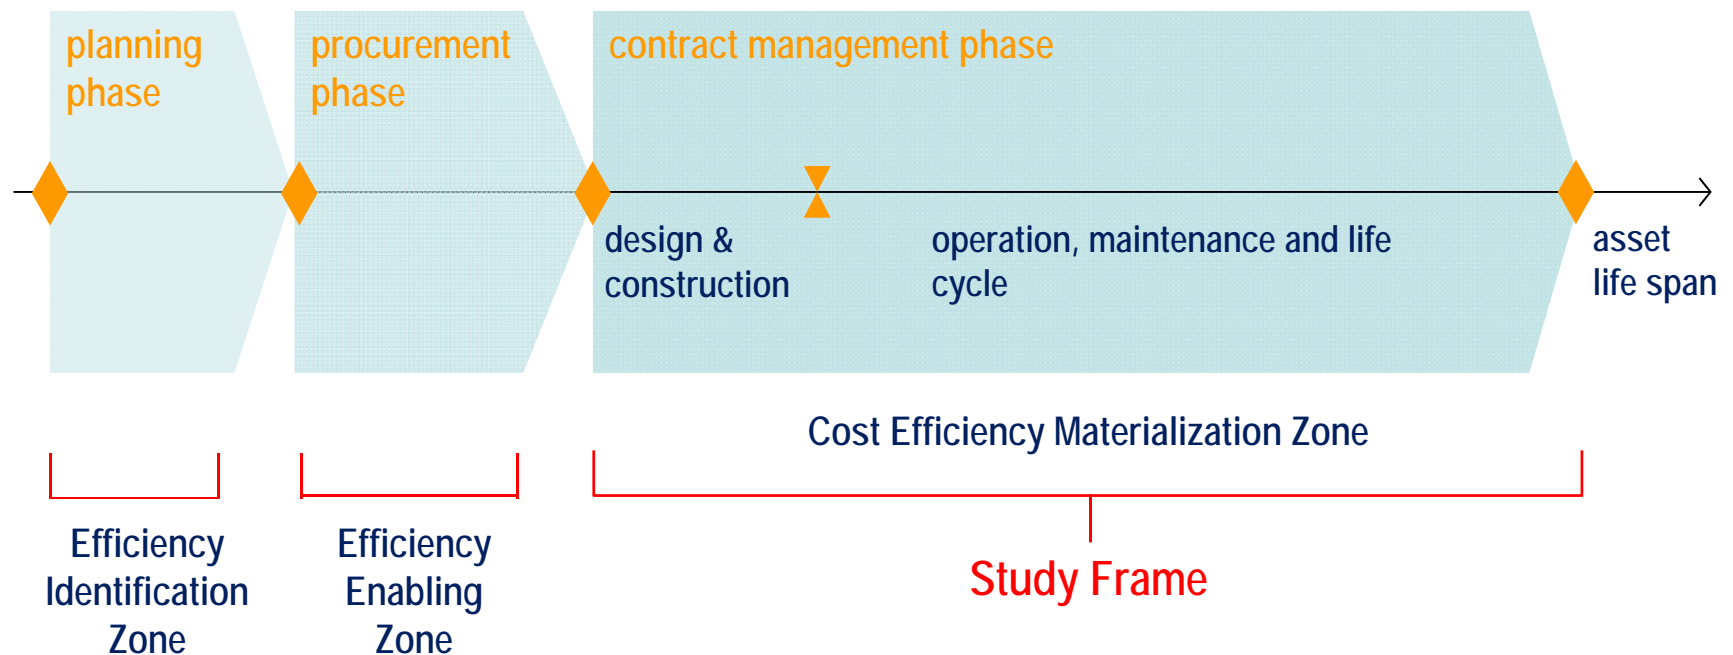 planning
phase
procurement
phase
contract management phase
design &
construction
operation, maintenance and life
cycle
asset
life span
Cost Efficiency Materialization Zone
Efficiency
Identification
Zone
Efficiency
Enabling
Zone
Study Frame